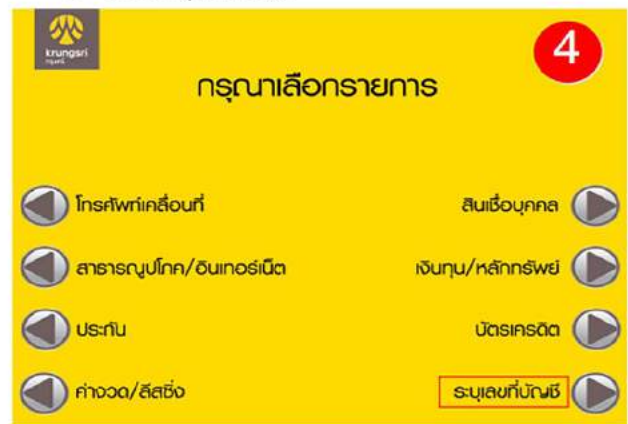 krungsri
กรุงศรี
4
กรุณาเลือกรายการ
โทรศัพท์เคลื่อนที่
สินเชื่อบุคคล
สาธารณูปโภค/อินเทอร์เน็ต
เงินทุน/หลักทรัพย์
ประกัน
บัตรเครดิต
ค่างวด/ลีสซิ่ง
ระบุเลขที่บัญชี